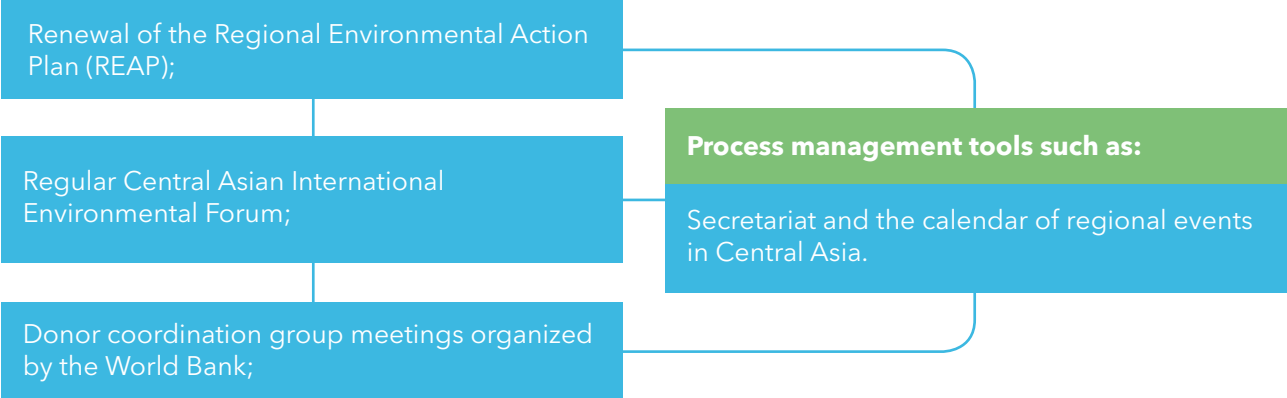 Renewal of the Regional Environmental Action
Plan (REAP);
Regular Central Asian International
Environmental Forum;
Donor coordination group meetings organized
by the World Bank;
Process management tools such as:
Secretariat and the calendar of regional events
in Central Asia.